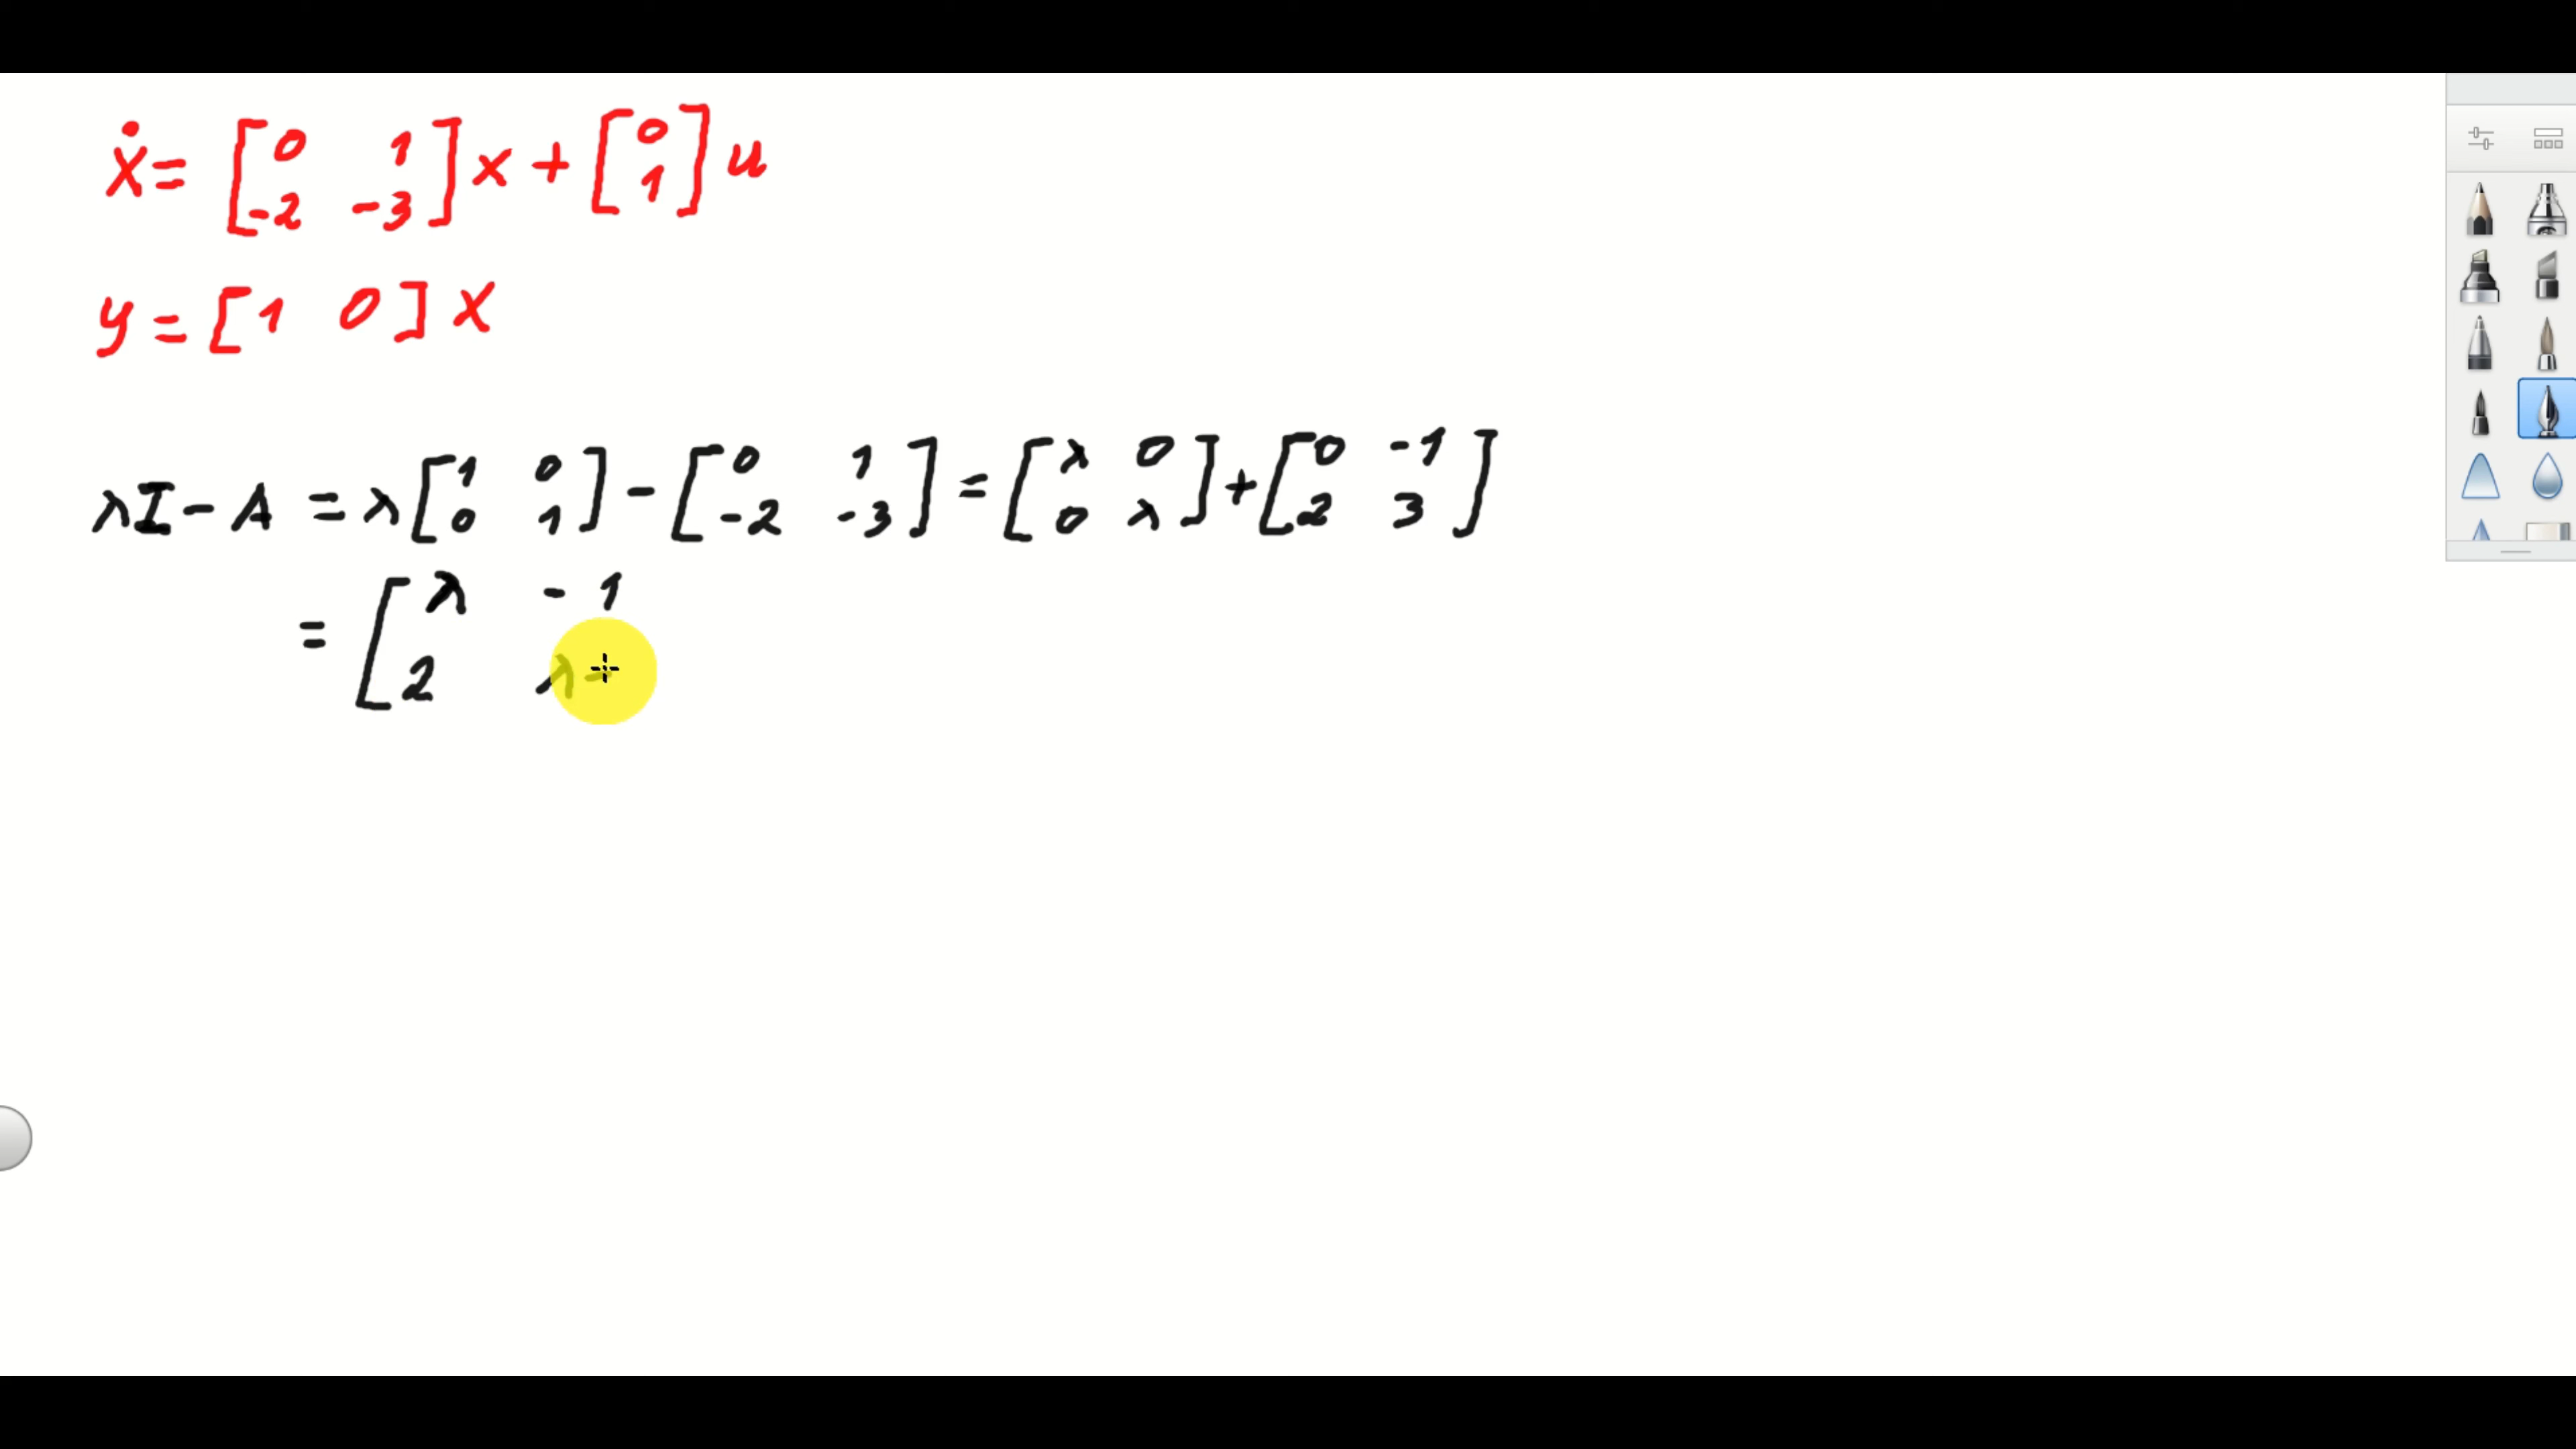 ẋ = [0 1; -2 -3] x + [0; 1] u
y = [1 0] x
λI - A = λ [1 0; 0 1] - [0 1; -2 -3] = [λ 0; 0 λ] + [0 -1; 2 3]
= [λ -1; 2 λ+